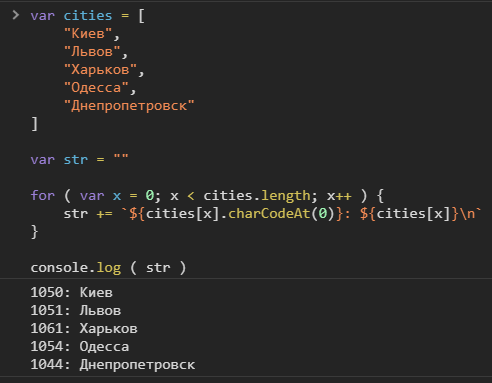 > var cities = [
"Киев",
"Львов",
"Харьков",
"Одесса",
"Днепропетровск"
]
var str = ""
for ( var x = 0; x < cities.length; x++ ) {
str += `${cities[x].charCodeAt(0)}: ${cities[x]}\n`
}
console.log ( str )
1050: Киев
1051: Львов
1061: Харьков
1054: Одесса
1044: Днепропетровск